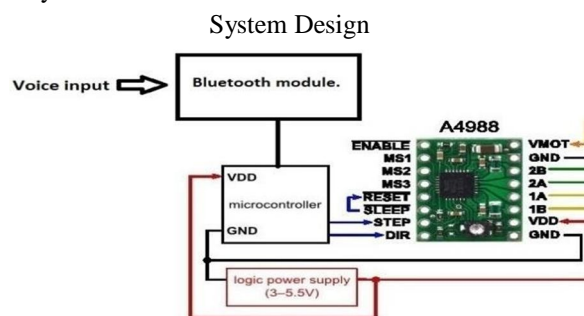 System Design
Voice input
Bluetooth module.
A4988
VDD
microcontroller
GND
ENABLE
MS1
MS2
MS3
RESET
SLEEP
STEP
DIR
VMOT
GND
2B
2A
1A
1B
VDD
GND
logic power supply
(3–5.5V)